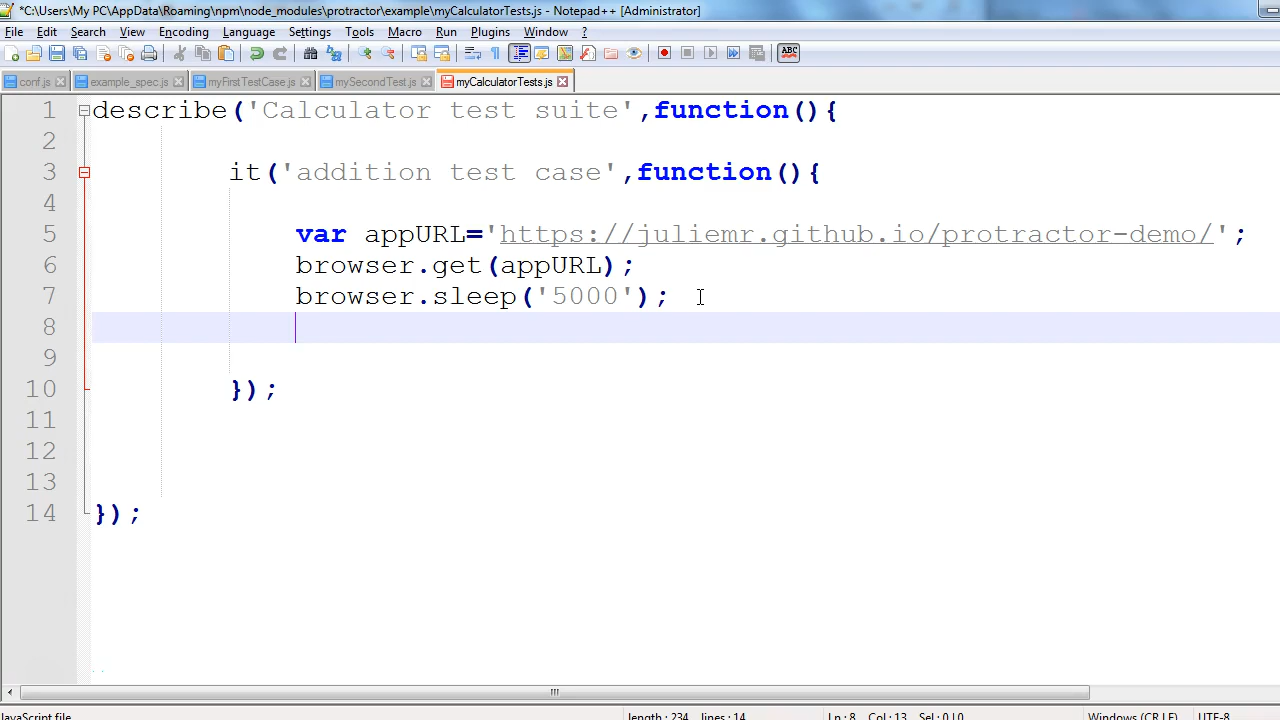 *C:\Users\My PC\AppData\Roaming\npm\node_modules\protractor\example\myCalculatorTests.js - Notepad++ [Administrator]
File Edit Search View Encoding Language Settings Tools Macro Run Plugins Window ?
ABC
conf.js example_spec.js myFirstTestCase.js mySecondTest.js myCalculatorTests.js
1 describe('Calculator test suite',function(){
2
3 it('addition test case',function(){
4
5 var appURL='https://juliemr.github.io/protractor-demo/';
6 browser.get(appURL);
7 browser.sleep('5000');
8
9
10 });
11
12
13
14 });
JavaScript file length : 234 lines : 14 Ln : 8 Col : 13 Sel : 0 | 0 Windows (CR LF) UTF-8